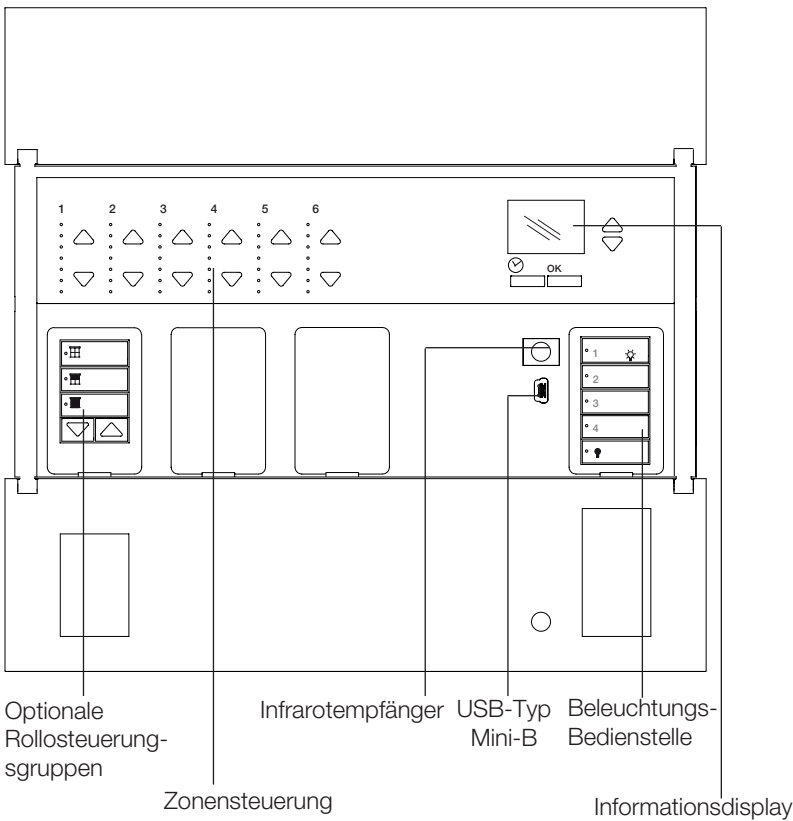 1 2 3 4 5 6
OK
1
2
3
4
Optionale
Rollosteuerung-
sgruppen
Zonensteuerung
Infrarotempfänger
USB-Typ
Mini-B
Beleuchtungs-
Bedienstelle
Informationsdisplay